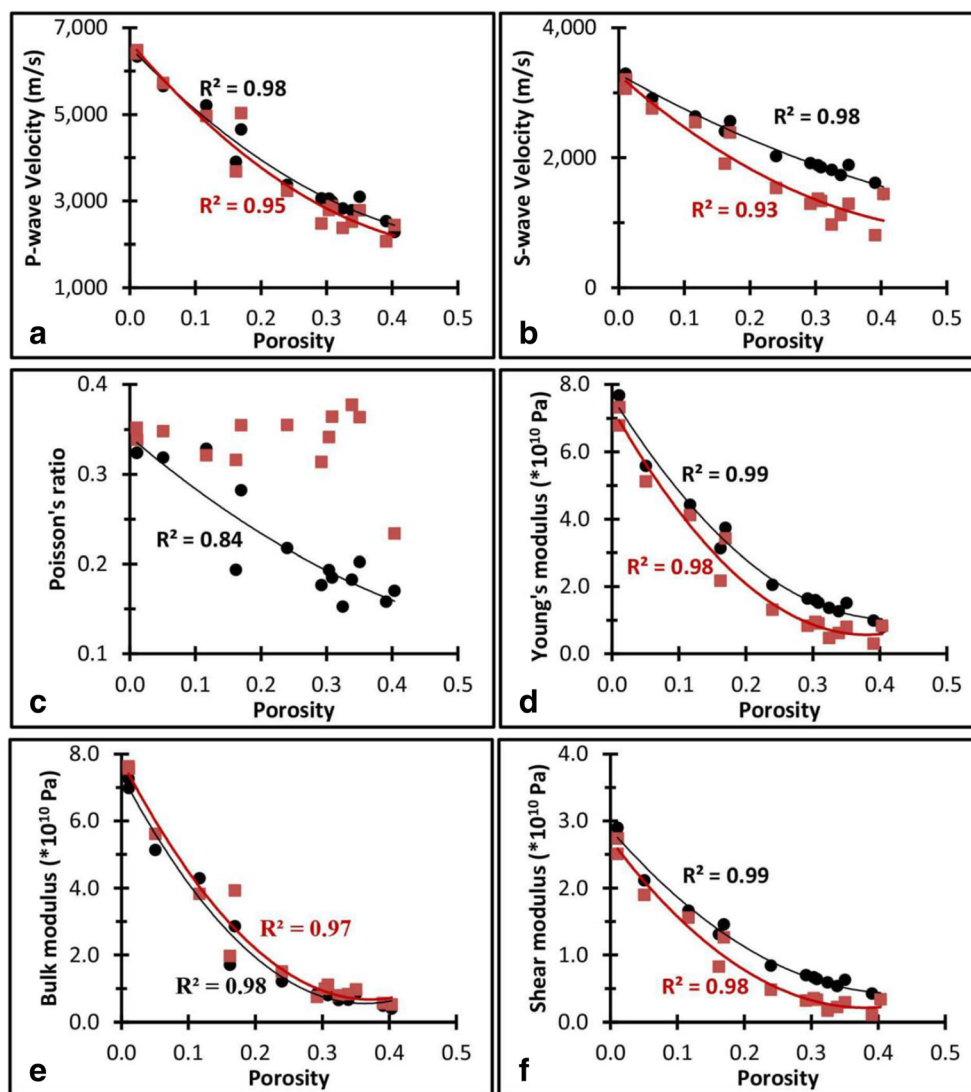 7,000
5,000
3,000
1,000
P-wave Velocity (m/s)
R² = 0.98
R² = 0.95
0.0 0.1 0.2 0.3 0.4 0.5
a Porosity
4,000
2,000
0
S-wave Velocity (m/s)
R² = 0.98
R² = 0.93
0.0 0.1 0.2 0.3 0.4 0.5
b Porosity
0.4
0.3
0.2
0.1
Poisson's ratio
R² = 0.84
0.0 0.1 0.2 0.3 0.4 0.5
c Porosity
8.0
6.0
4.0
2.0
0.0
Young's modulus (*10¹⁰ Pa)
R² = 0.99
R² = 0.98
0.0 0.1 0.2 0.3 0.4 0.5
d Porosity
8.0
6.0
4.0
2.0
0.0
Bulk modulus (*10¹⁰ Pa)
R² = 0.97
R² = 0.98
0.0 0.1 0.2 0.3 0.4 0.5
e Porosity
4.0
3.0
2.0
1.0
0.0
Shear modulus (*10¹⁰ Pa)
R² = 0.99
R² = 0.98
0.0 0.1 0.2 0.3 0.4 0.5
f Porosity